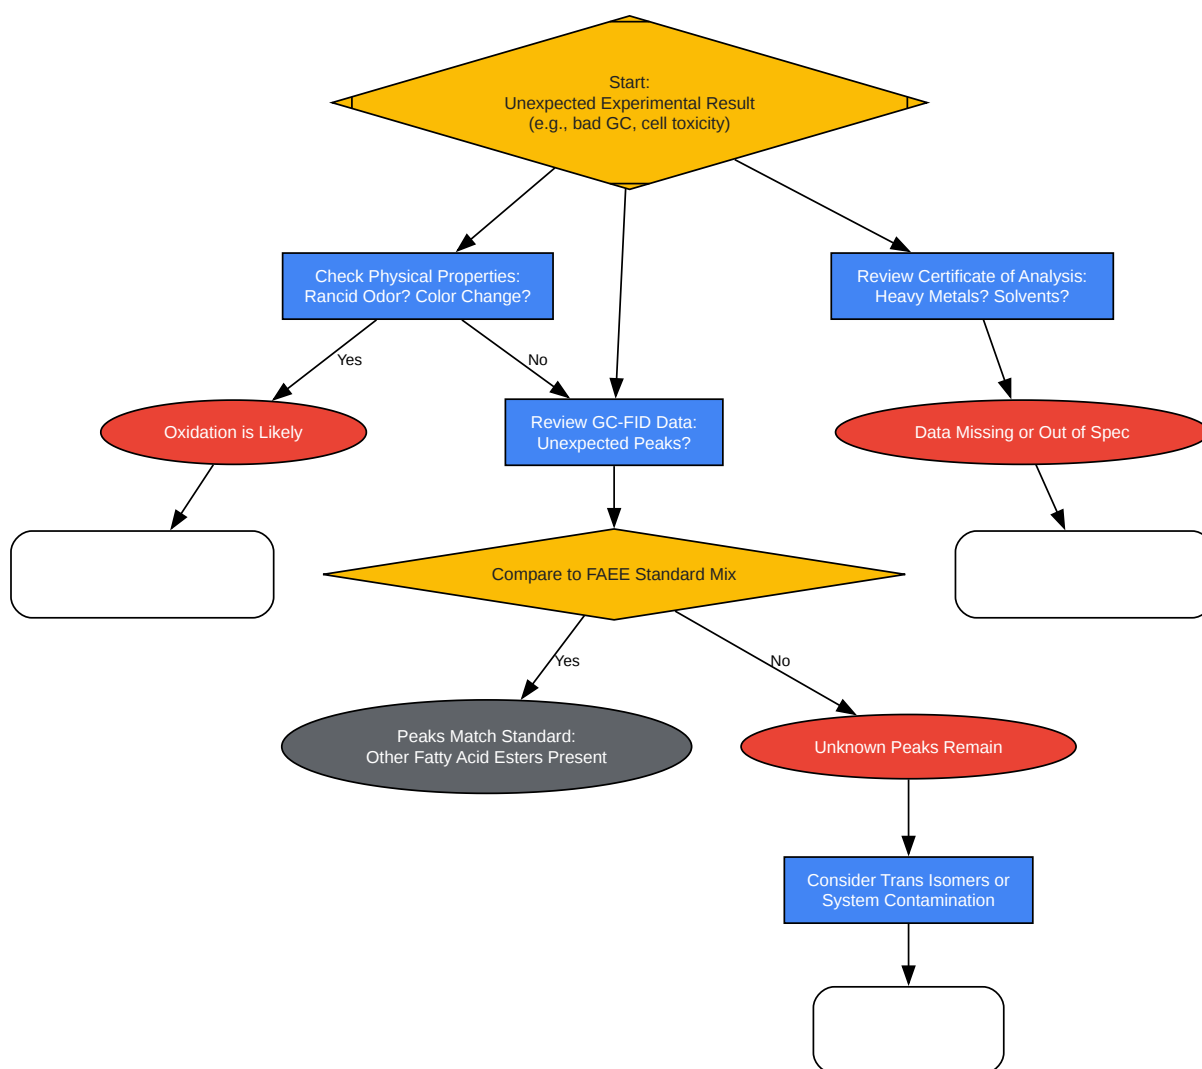 Start:
Unexpected Experimental Result
(e.g., bad GC, cell toxicity)
Check Physical Properties:
Rancid Odor? Color Change?
Review Certificate of Analysis:
Heavy Metals? Solvents?
Yes
No
Oxidation is Likely
Review GC-FID Data:
Unexpected Peaks?
Data Missing or Out of Spec
Compare to FAEE Standard Mix
Yes
No
Peaks Match Standard:
Other Fatty Acid Esters Present
Unknown Peaks Remain
Consider Trans Isomers or
System Contamination